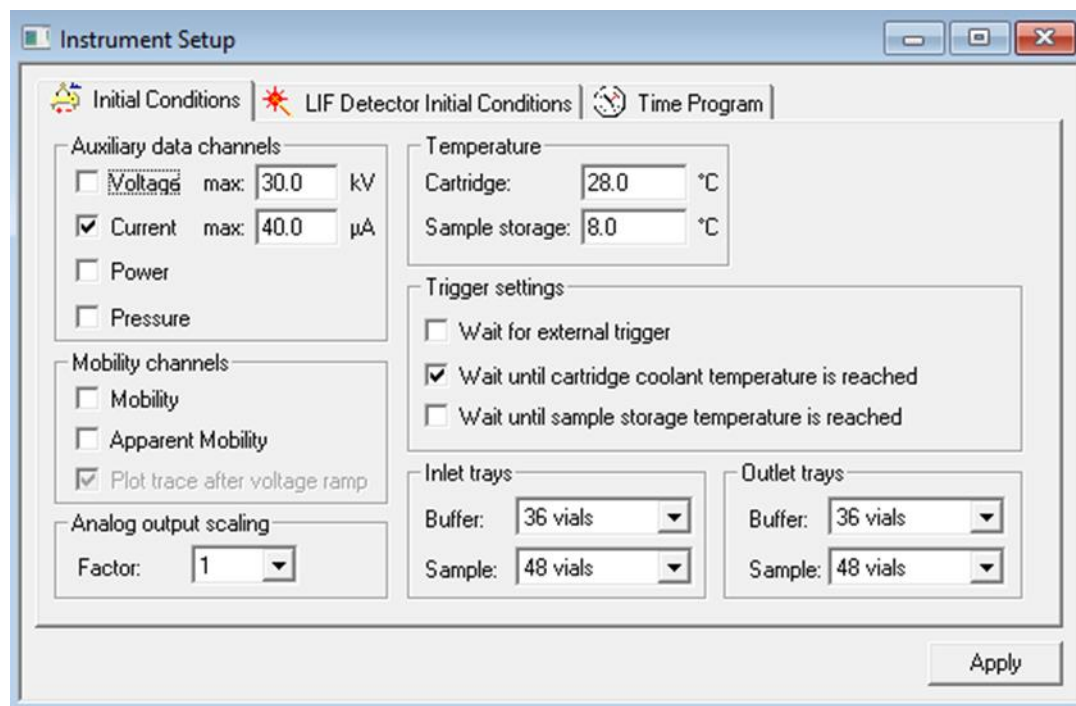 Instrument Setup
Initial Conditions
LIF Detector Initial Conditions
Time Program
Auxiliary data channels
Voltage max: 30.0 kV
Current max: 40.0 µA
Power
Pressure
Mobility channels
Mobility
Apparent Mobility
Plot trace after voltage ramp
Analog output scaling
Factor: 1
Temperature
Cartridge: 28.0 °C
Sample storage: 8.0 °C
Trigger settings
Wait for external trigger
Wait until cartridge coolant temperature is reached
Wait until sample storage temperature is reached
Inlet trays
Buffer: 36 vials
Sample: 48 vials
Outlet trays
Buffer: 36 vials
Sample: 48 vials
Apply